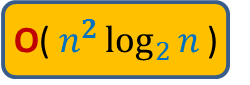 O( n² log₂ n )